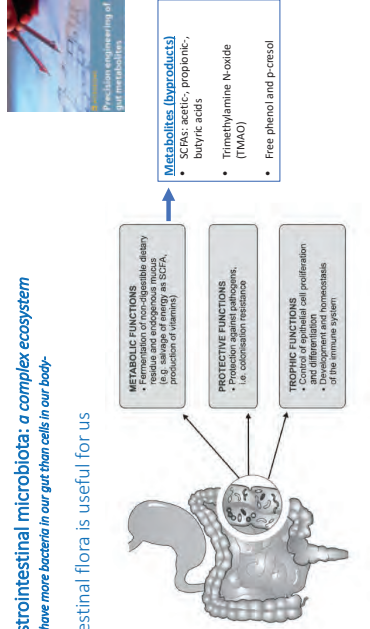 strointestinal microbiota: a complex ecosystem
have more bacteria in our gut than cells in our body-
estinal flora is useful for us
METABOLIC FUNCTIONS
• Fermentation of non-digestible dietary
residue and endogenous mucus
(e.g. salvage of energy as SCFA,
production of vitamins)
PROTECTIVE FUNCTIONS
• Protection against pathogens,
i.e. colonisation resistance
TROPHIC FUNCTIONS
• Control of epithelial cell proliferation
and differentiation
• Development and homeostasis
of the immune system
Precision engineering of
gut metabolites
Metabolites (byproducts)
• SCFAs: acetic-, propionic-,
butyric acids
• Trimethylamine N-oxide
(TMAO)
• Free phenol and p-cresol